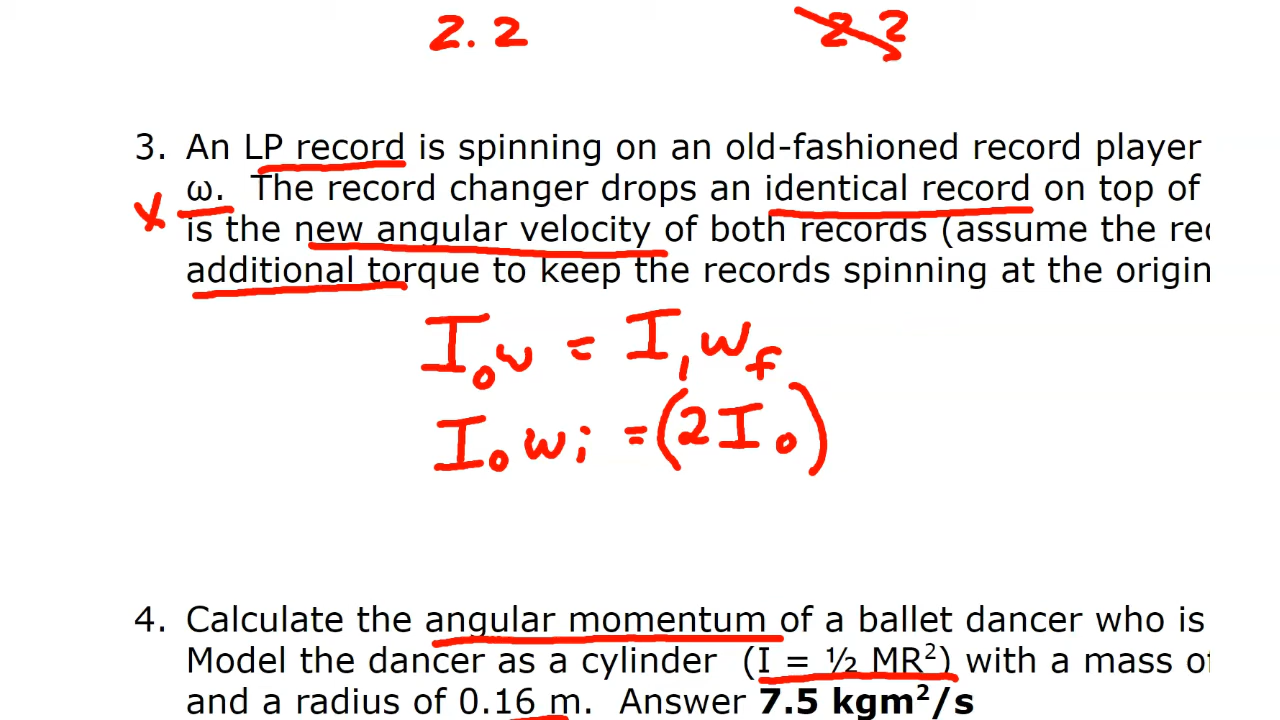 2.2
3. An LP record is spinning on an old-fashioned record player
ω. The record changer drops an identical record on top of
x
is the new angular velocity of both records (assume the
additional torque to keep the records spinning at the
I₀ω = I₁ω_f
I₀ωᵢ = (2I₀)
4. Calculate the angular momentum of a ballet dancer who is
Model the dancer as a cylinder (I = ½ MR²) with a mass
and a radius of 0.16 m. Answer 7.5 kgm²/s